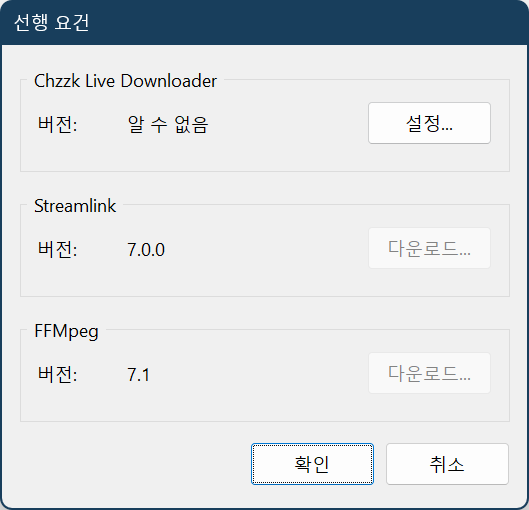 선행 요건
Chzzk Live Downloader
버전: 알 수 없음 설정...
Streamlink
버전: 7.0.0 다운로드...
FFMpeg
버전: 7.1 다운로드...
확인 취소